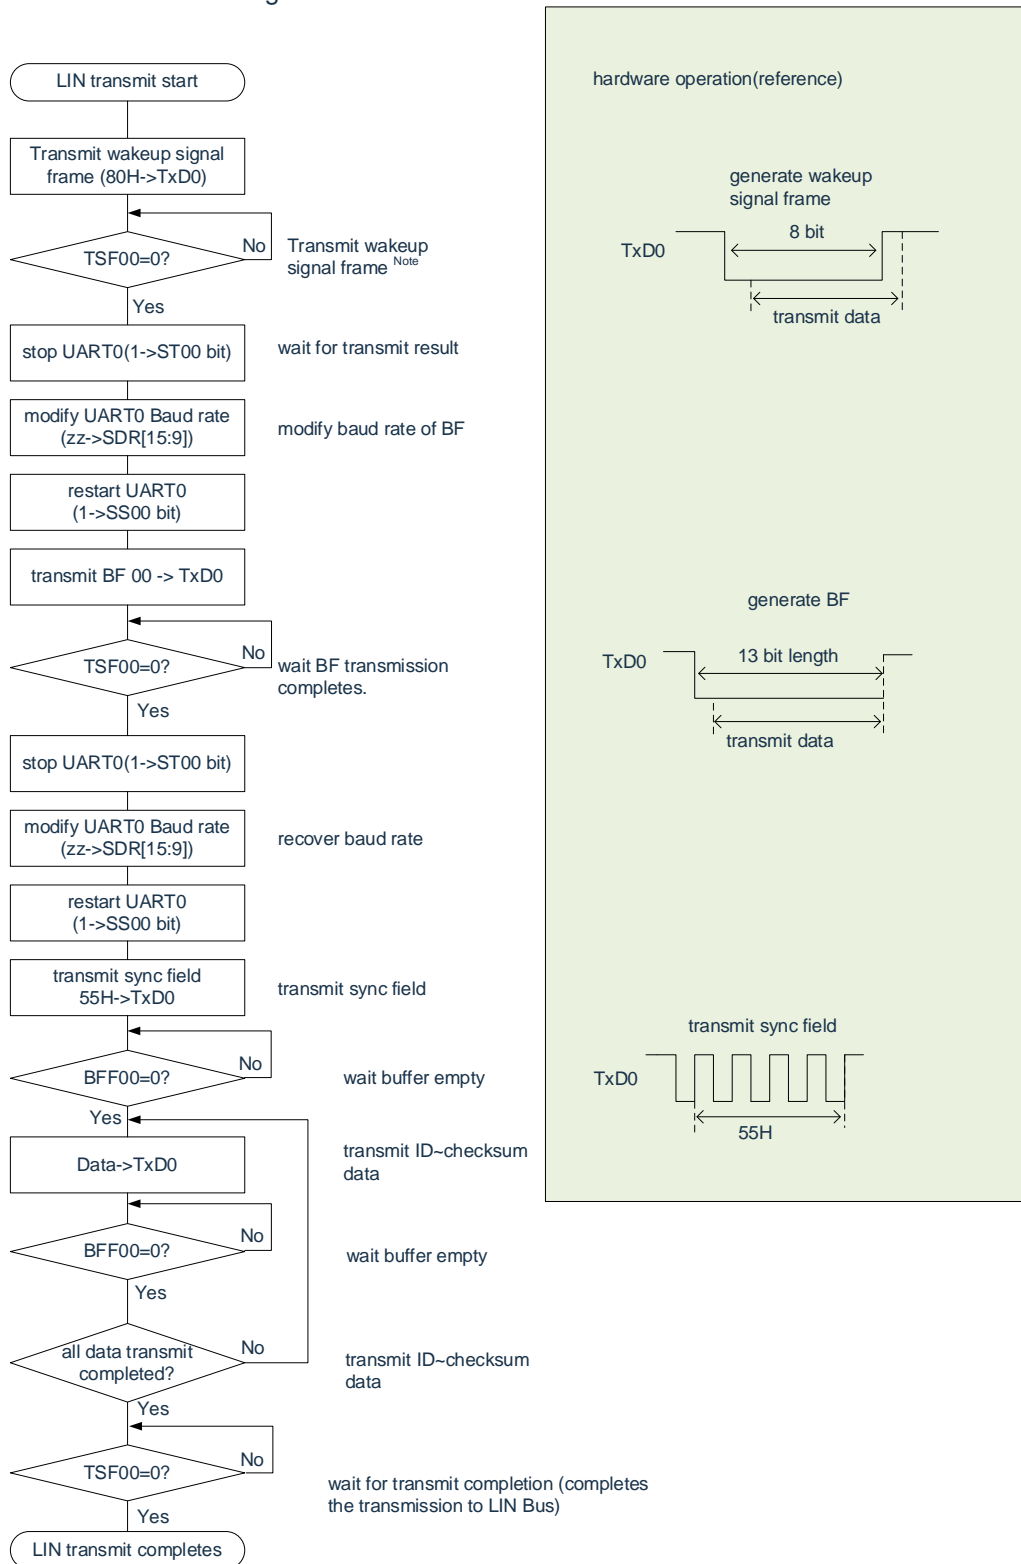 LIN transmit start
Transmit wakeup signal
frame (80H->TxD0)
TSF00=0?
No
Yes
Transmit wakeup
signal frame Note
stop UART0(1->ST00 bit)
wait for transmit result
modify UART0 Baud rate
(zz->SDR[15:9])
modify baud rate of BF
restart UART0
(1->SS00 bit)
transmit BF 00 -> TxD0
TSF00=0?
No
Yes
wait BF transmission
completes.
stop UART0(1->ST00 bit)
modify UART0 Baud rate
(zz->SDR[15:9])
recover baud rate
restart UART0
(1->SS00 bit)
transmit sync field
55H->TxD0
transmit sync field
BFF00=0?
No
Yes
wait buffer empty
Data->TxD0
transmit ID~checksum
data
BFF00=0?
No
Yes
wait buffer empty
all data transmit
completed?
No
Yes
transmit ID~checksum
data
TSF00=0?
No
Yes
wait for transmit completion (completes
the transmission to LIN Bus)
LIN transmit completes
hardware operation(reference)
generate wakeup
signal frame
TxD0
8 bit
transmit data
generate BF
TxD0
13 bit length
transmit data
transmit sync field
TxD0
55H